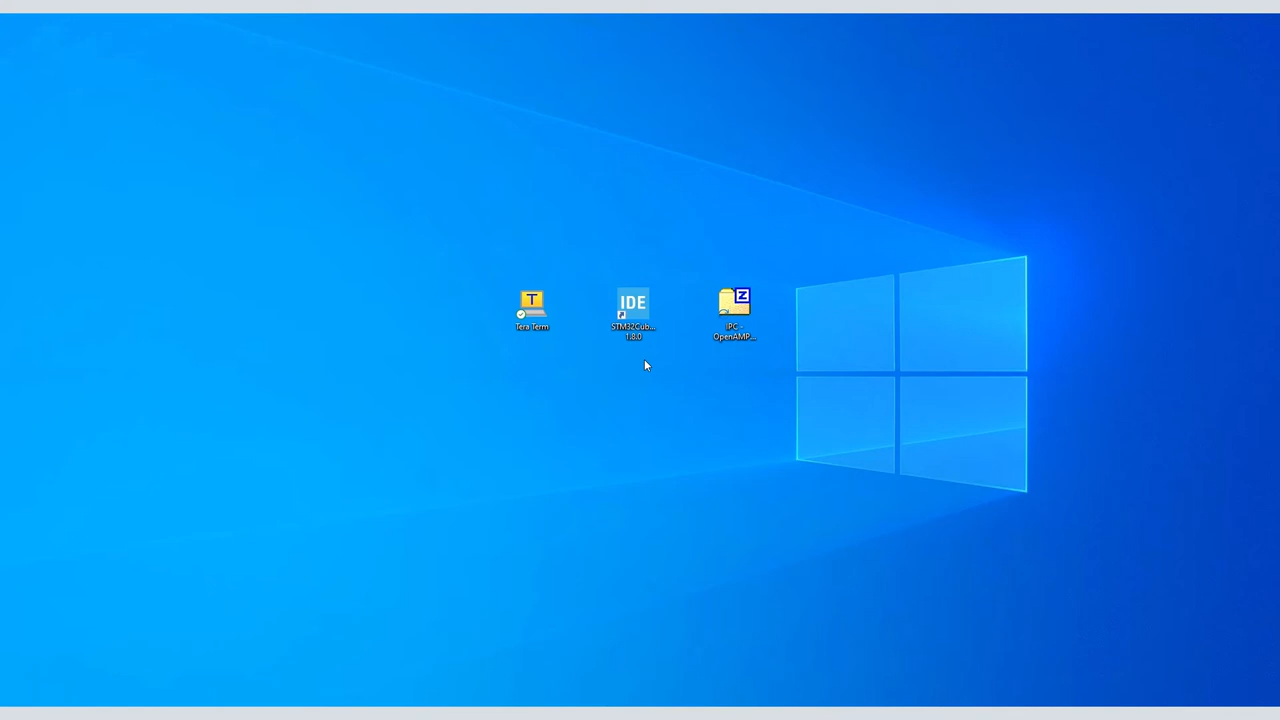 T
IDE
Z
Tera Term
STM32Cub...
1.8.0
IPC -
OpenAMP...